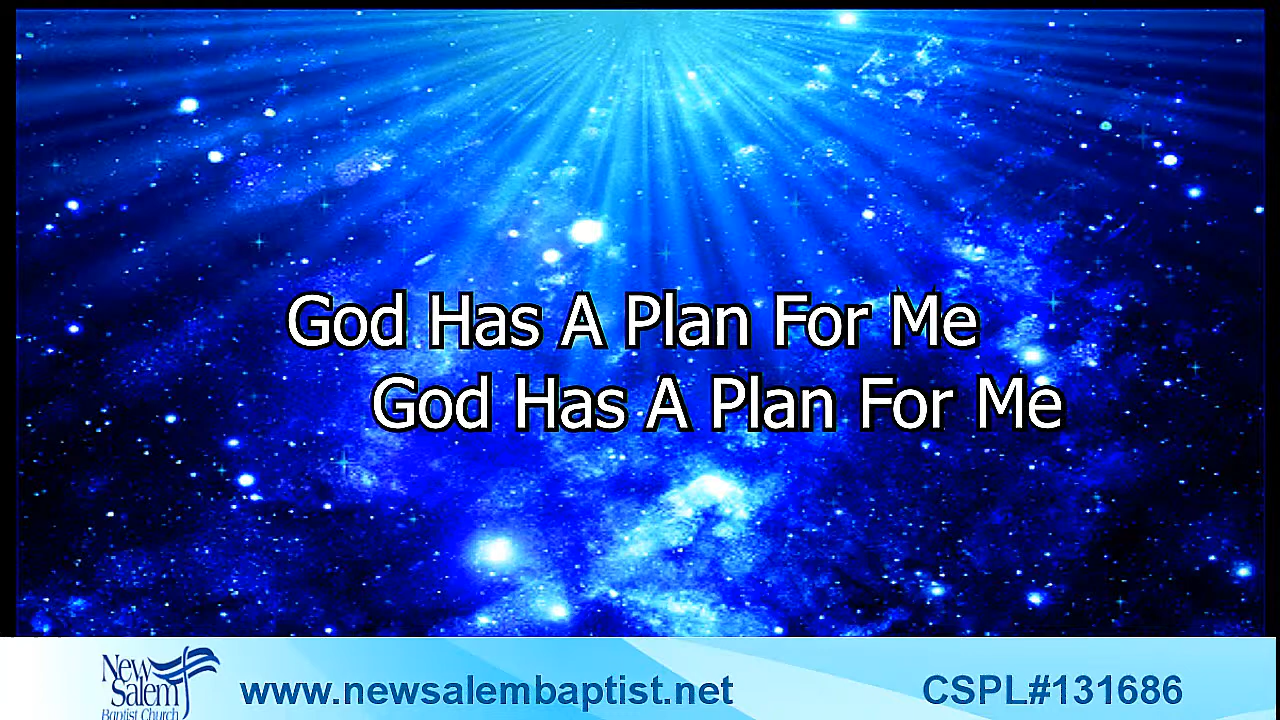 God Has A Plan For Me
God Has A Plan For Me
New
Salem
Baptist Church
www.newsalembaptist.net
CSPL#131686